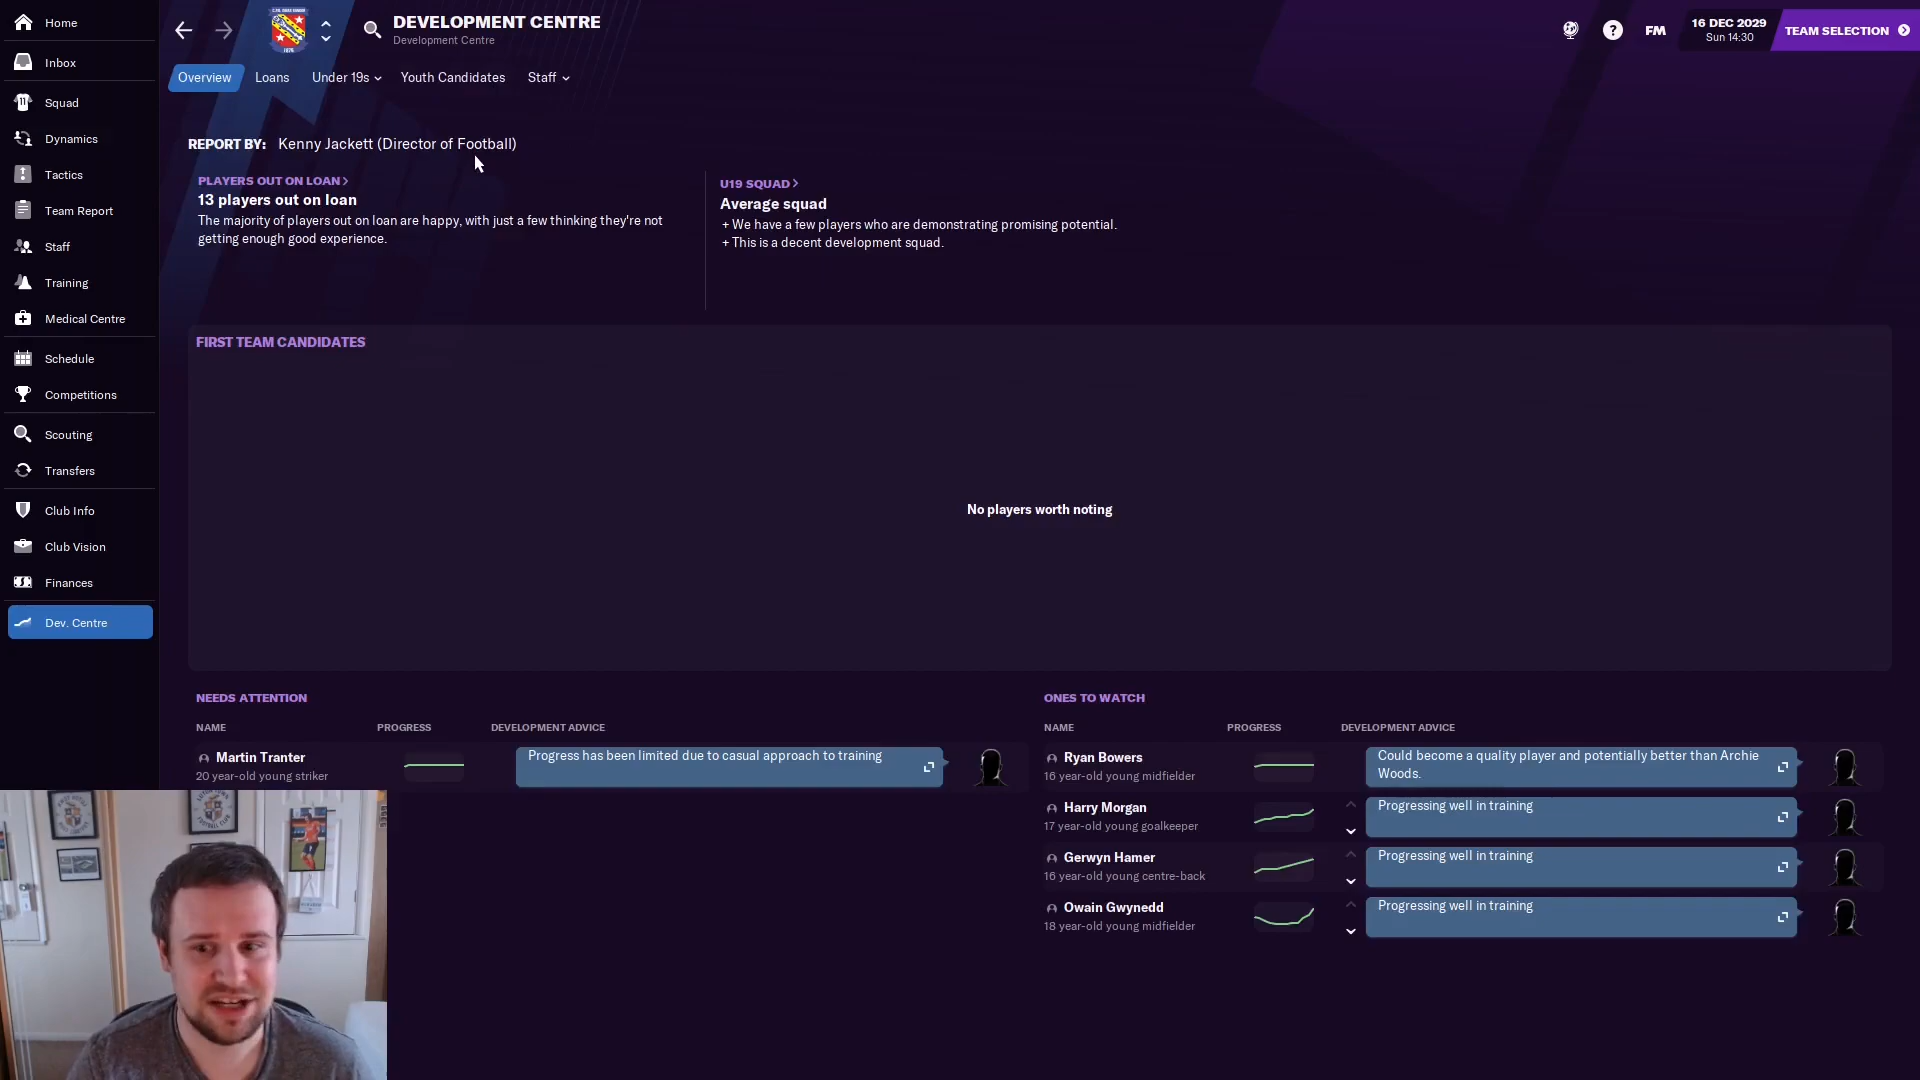 Home
Inbox
Squad
Dynamics
Tactics
Team Report
Staff
Training
Medical Centre
Schedule
Competitions
Scouting
Transfers
Club Info
Club Vision
Finances
Dev. Centre
DEVELOPMENT CENTRE
Development Centre
FM
16 DEC 2029
Sun 14:30
TEAM SELECTION
Overview
Loans
Under 19s
Youth Candidates
Staff
REPORT BY: Kenny Jackett (Director of Football)
PLAYERS OUT ON LOAN >
13 players out on loan
The majority of players out on loan are happy, with just a few thinking they're not
getting enough good experience.
U19 SQUAD >
Average squad
+ We have a few players who are demonstrating promising potential.
+ This is a decent development squad.
FIRST TEAM CANDIDATES
No players worth noting
NEEDS ATTENTION
NAME PROGRESS DEVELOPMENT ADVICE
Martin Tranter
20 year-old young striker
Progress has been limited due to casual approach to training
ONES TO WATCH
NAME PROGRESS DEVELOPMENT ADVICE
Ryan Bowers
16 year-old young midfielder
Could become a quality player and potentially better than Archie
Woods.
Harry Morgan
17 year-old young goalkeeper
Progressing well in training
Gerwyn Hamer
16 year-old young centre-back
Progressing well in training
Owain Gwynedd
18 year-old young midfielder
Progressing well in training